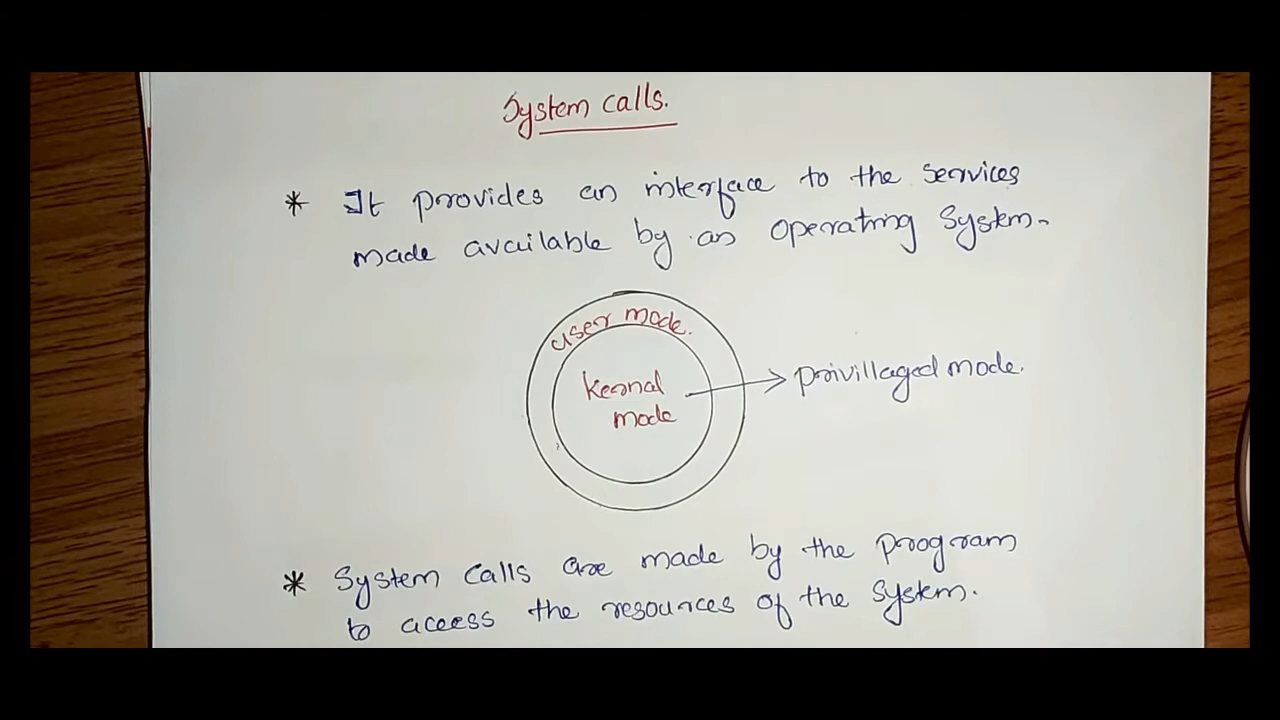 System calls.
* It provides an interface to the services
made available by an operating system.
user mode.
kernal
mode
privillaged mode.
* System calls are made by the program
to access the resources of the system.